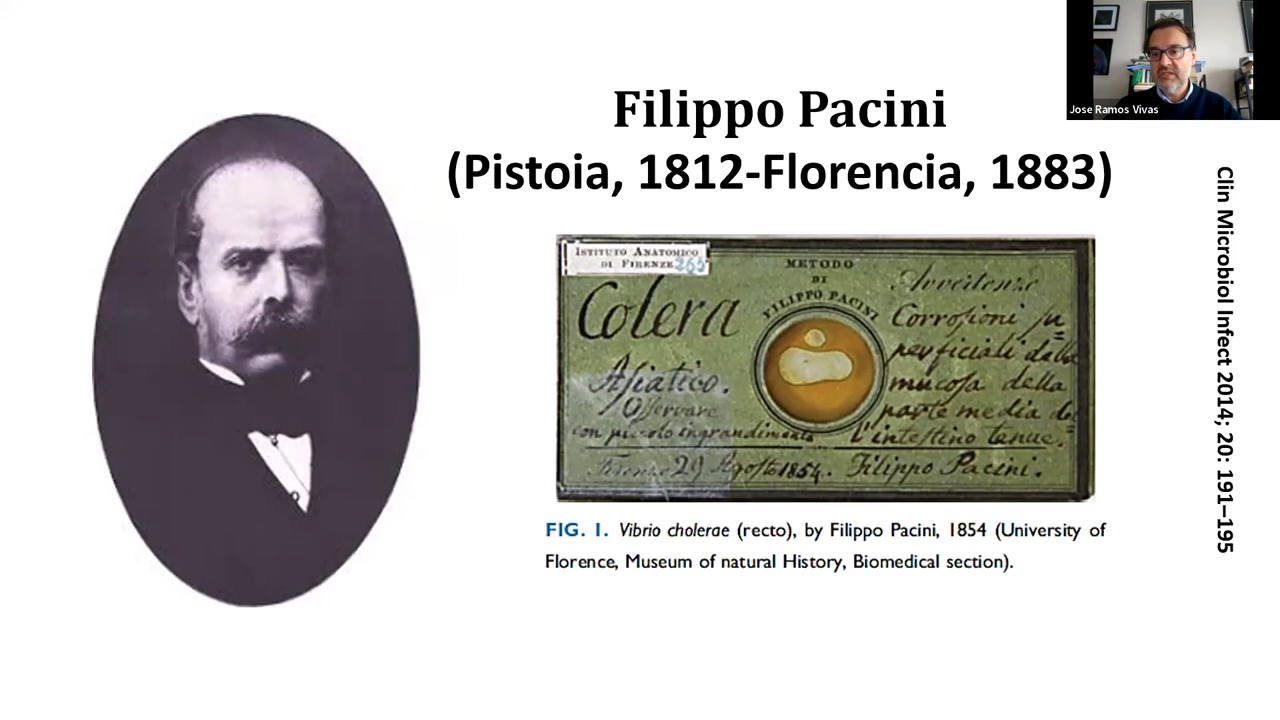 Filippo Pacini
(Pistoia, 1812-Florencia, 1883)
Jose Ramos Vivas
ISTITUTO ANATOMICO
DI FIRENZE 265
METODO
DI
FILIPPO PACINI
Colera
Asiatico.
Osservare
con piccolo ingrandimento
Firenze 29 Agosto 1854.
Corrosioni su=
perficiali della
mucosa della
parte media
l'intestino tenue.
Filippo Pacini.
FIG. 1. Vibrio cholerae (recto), by Filippo Pacini, 1854 (University of
Florence, Museum of natural History, Biomedical section).
Clin Microbiol Infect 2014; 20: 191–195